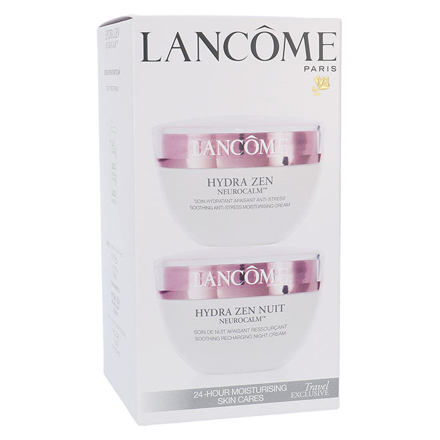 LANCÔME
PARIS
LANCÔME
HYDRA ZEN
NEUROCALM™
SOIN HYDRATANT APAISANT ANTI-STRESS
SOOTHING ANTI-STRESS MOISTURISING CREAM
LANCÔME
HYDRA ZEN NUIT
NEUROCALM™
SOIN DE NUIT APAISANT RESSOURÇANT
SOOTHING RECHARGING NIGHT CREAM
24-HOUR MOISTURISING
SKIN CARES
Travel
EXCLUSIVE